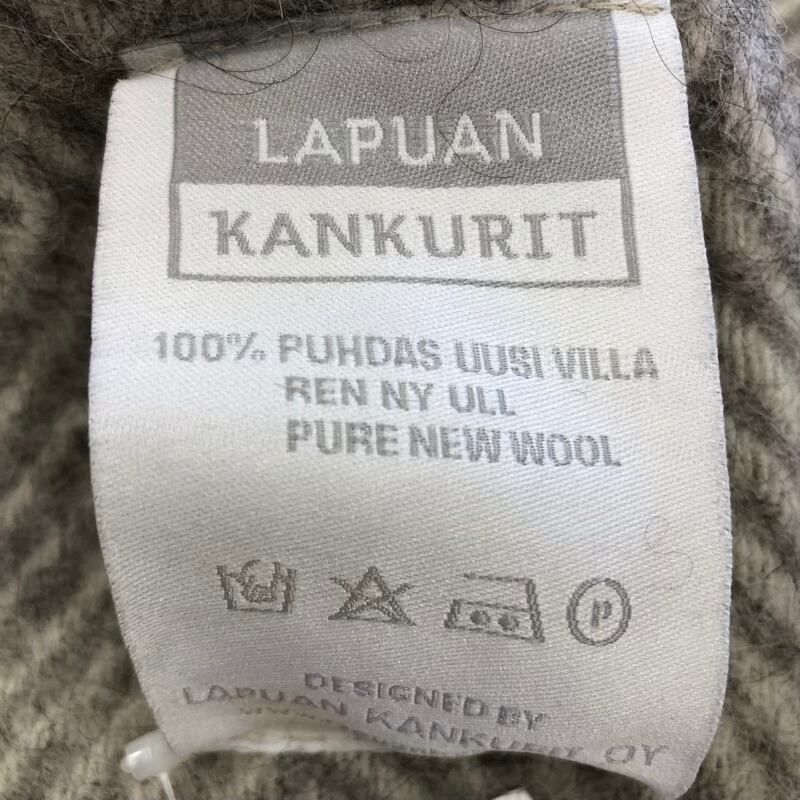 LAPUAN
KANKURIT
100% PUHDAS UUSI VILLA
REN NY ULL
PURE NEW WOOL
P
DESIGNED BY
LAPUAN KANKURIT OY